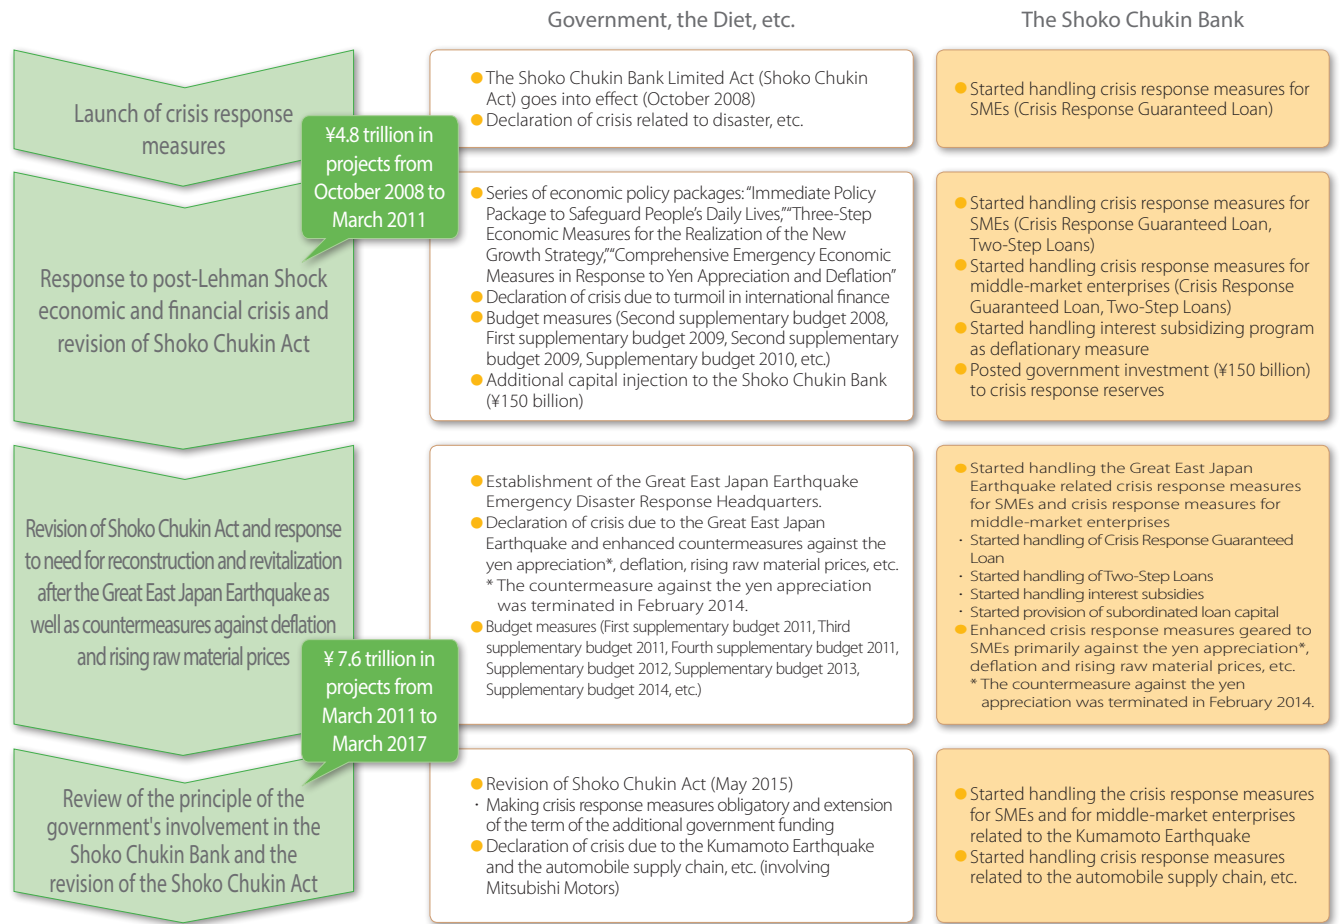 Government, the Diet, etc.
The Shoko Chukin Bank
Launch of crisis response
measures
¥4.8 trillion in
projects from
October 2008 to
March 2011
● The Shoko Chukin Bank Limited Act (Shoko Chukin
Act) goes into effect (October 2008)
● Declaration of crisis related to disaster, etc.
● Started handling crisis response measures for
SMEs (Crisis Response Guaranteed Loan)
Response to post-Lehman Shock
economic and financial crisis and
revision of Shoko Chukin Act
● Series of economic policy packages: “Immediate Policy
Package to Safeguard People’s Daily Lives,” “Three-Step
Economic Measures for the Realization of the New
Growth Strategy,” “Comprehensive Emergency Economic
Measures in Response to Yen Appreciation and Deflation”
● Declaration of crisis due to turmoil in international finance
● Budget measures (Second supplementary budget 2008,
First supplementary budget 2009, Second supplementary
budget 2009, Supplementary budget 2010, etc.)
● Additional capital injection to the Shoko Chukin Bank
(¥150 billion)
● Started handling crisis response measures for
SMEs (Crisis Response Guaranteed Loan,
Two-Step Loans)
● Started handling crisis response measures for
middle-market enterprises (Crisis Response
Guaranteed Loan, Two-Step Loans)
● Started handling interest subsidizing program
as deflationary measure
● Posted government investment (¥150 billion)
to crisis response reserves
Revision of Shoko Chukin Act and response
to need for reconstruction and revitalization
after the Great East Japan Earthquake as
well as countermeasures against deflation
and rising raw material prices
¥ 7.6 trillion in
projects from
March 2011 to
March 2017
● Establishment of the Great East Japan Earthquake
Emergency Disaster Response Headquarters.
● Declaration of crisis due to the Great East Japan
Earthquake and enhanced countermeasures against the
yen appreciation*, deflation, rising raw material prices, etc.
* The countermeasure against the yen appreciation
was terminated in February 2014.
● Budget measures (First supplementary budget 2011, Third
supplementary budget 2011, Fourth supplementary budget 2011,
Supplementary budget 2012, Supplementary budget 2013,
Supplementary budget 2014, etc.)
● Started handling the Great East Japan
Earthquake related crisis response measures
for SMEs and crisis response measures for
middle-market enterprises
· Started handling of Crisis Response Guaranteed
Loan
· Started handling of Two-Step Loans
· Started handling interest subsidies
· Started provision of subordinated loan capital
● Enhanced crisis response measures geared to
SMEs primarily against the yen appreciation*,
deflation and rising raw material prices, etc.
* The countermeasure against the yen
appreciation was terminated in February 2014.
Review of the principle of the
government's involvement in the
Shoko Chukin Bank and the
revision of the Shoko Chukin Act
● Revision of Shoko Chukin Act (May 2015)
· Making crisis response measures obligatory and extension
of the term of the additional government funding
● Declaration of crisis due to the Kumamoto Earthquake
and the automobile supply chain, etc. (involving
Mitsubishi Motors)
● Started handling the crisis response measures
for SMEs and for middle-market enterprises
related to the Kumamoto Earthquake
● Started handling crisis response measures
related to the automobile supply chain, etc.